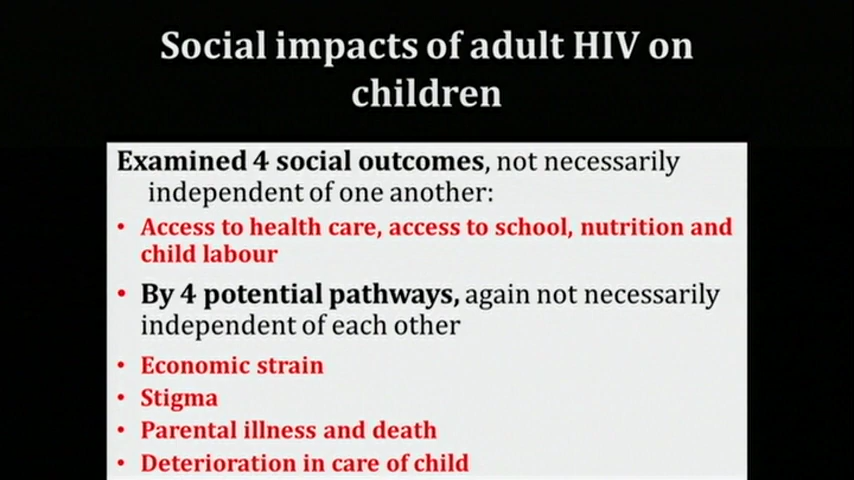 Social impacts of adult HIV on
children
Examined 4 social outcomes, not necessarily
independent of one another:
• Access to health care, access to school, nutrition and
child labour
• By 4 potential pathways, again not necessarily
independent of each other
• Economic strain
• Stigma
• Parental illness and death
• Deterioration in care of child